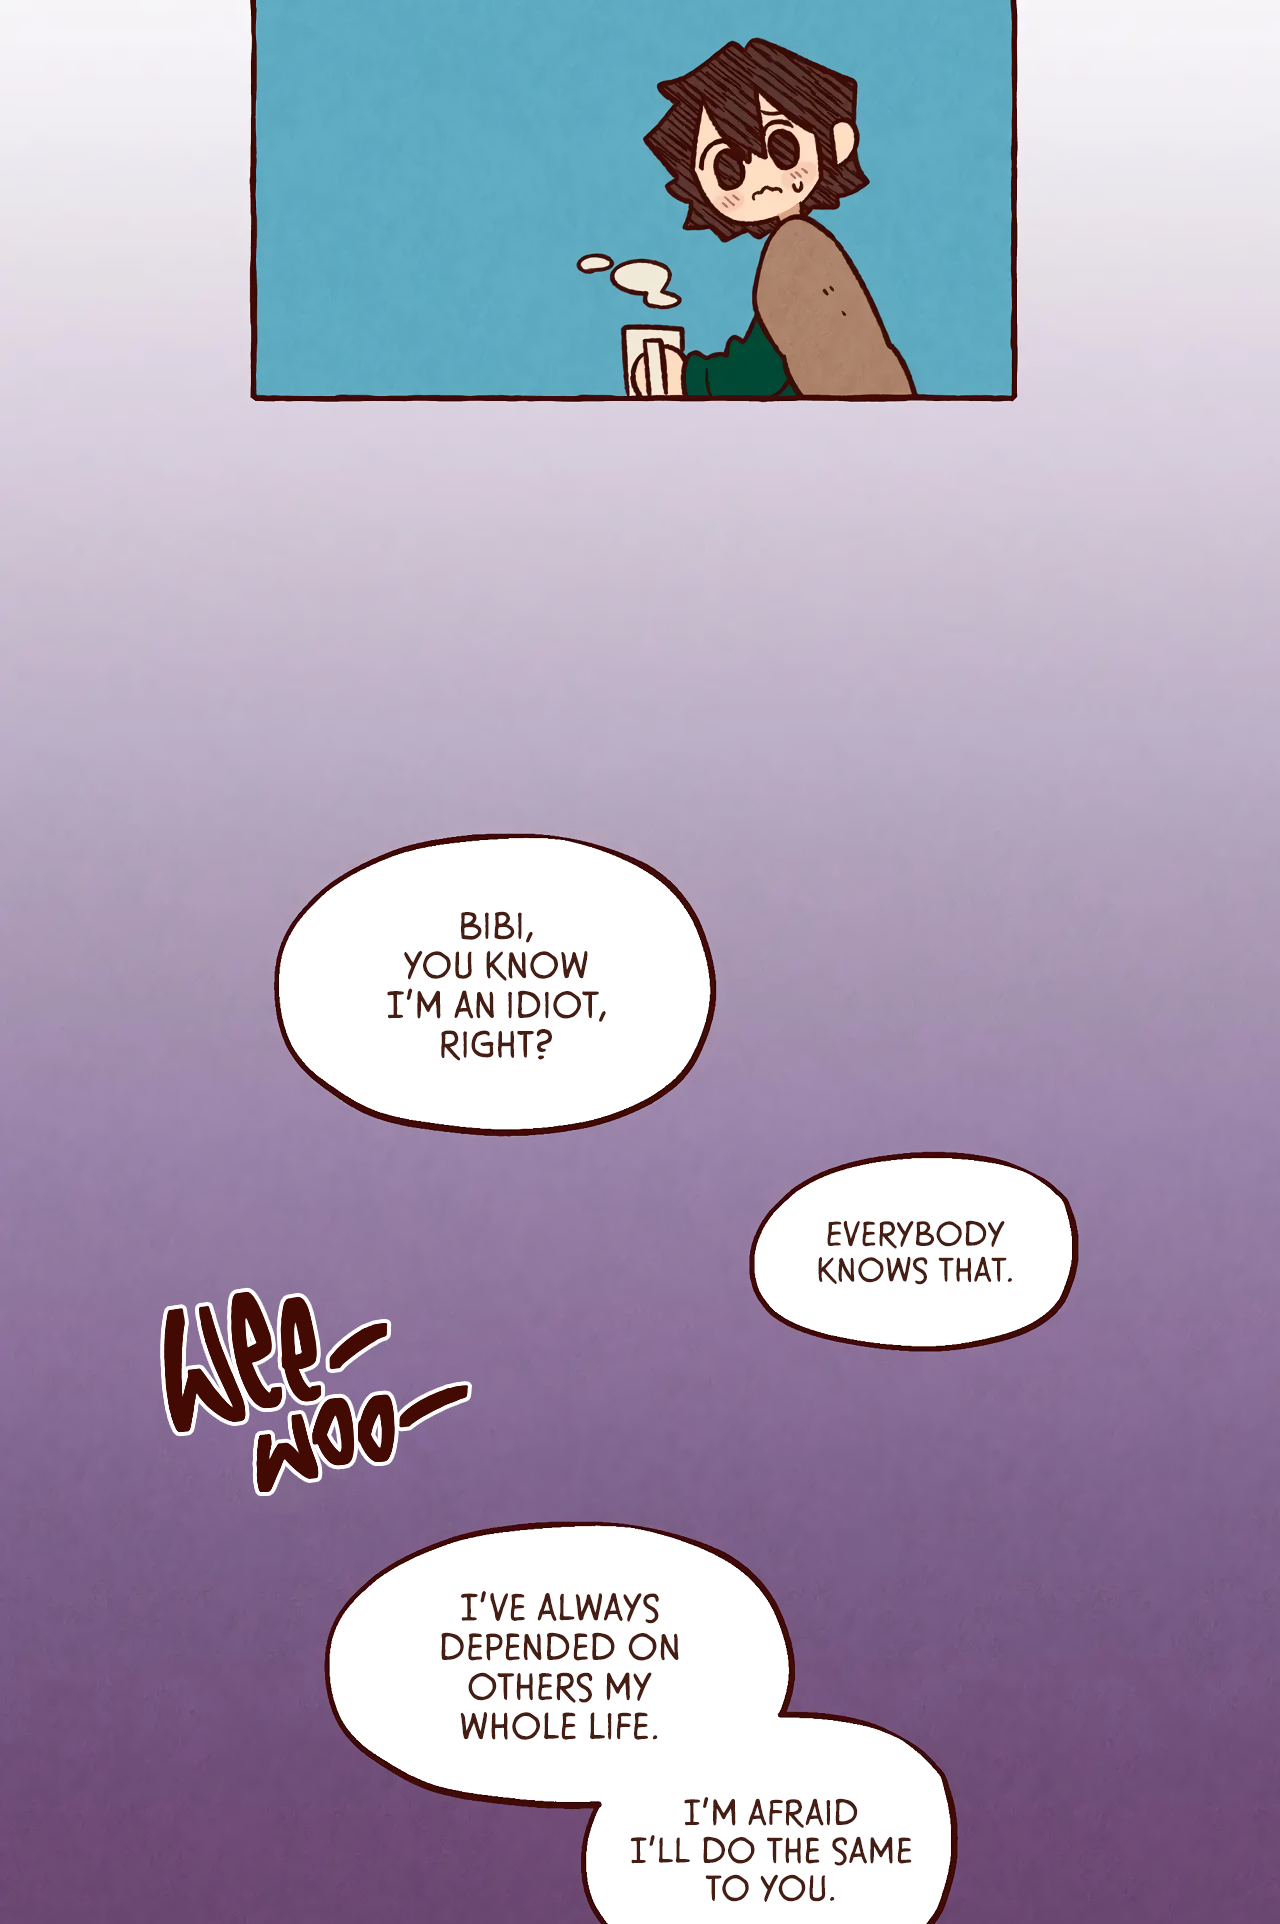 BIBI,
YOU KNOW
I'M AN IDIOT,
RIGHT?
EVERYBODY
KNOWS THAT.
Wee—
woo—
I'VE ALWAYS
DEPENDED ON
OTHERS MY
WHOLE LIFE.
I'M AFRAID
I'LL DO THE SAME
TO YOU.